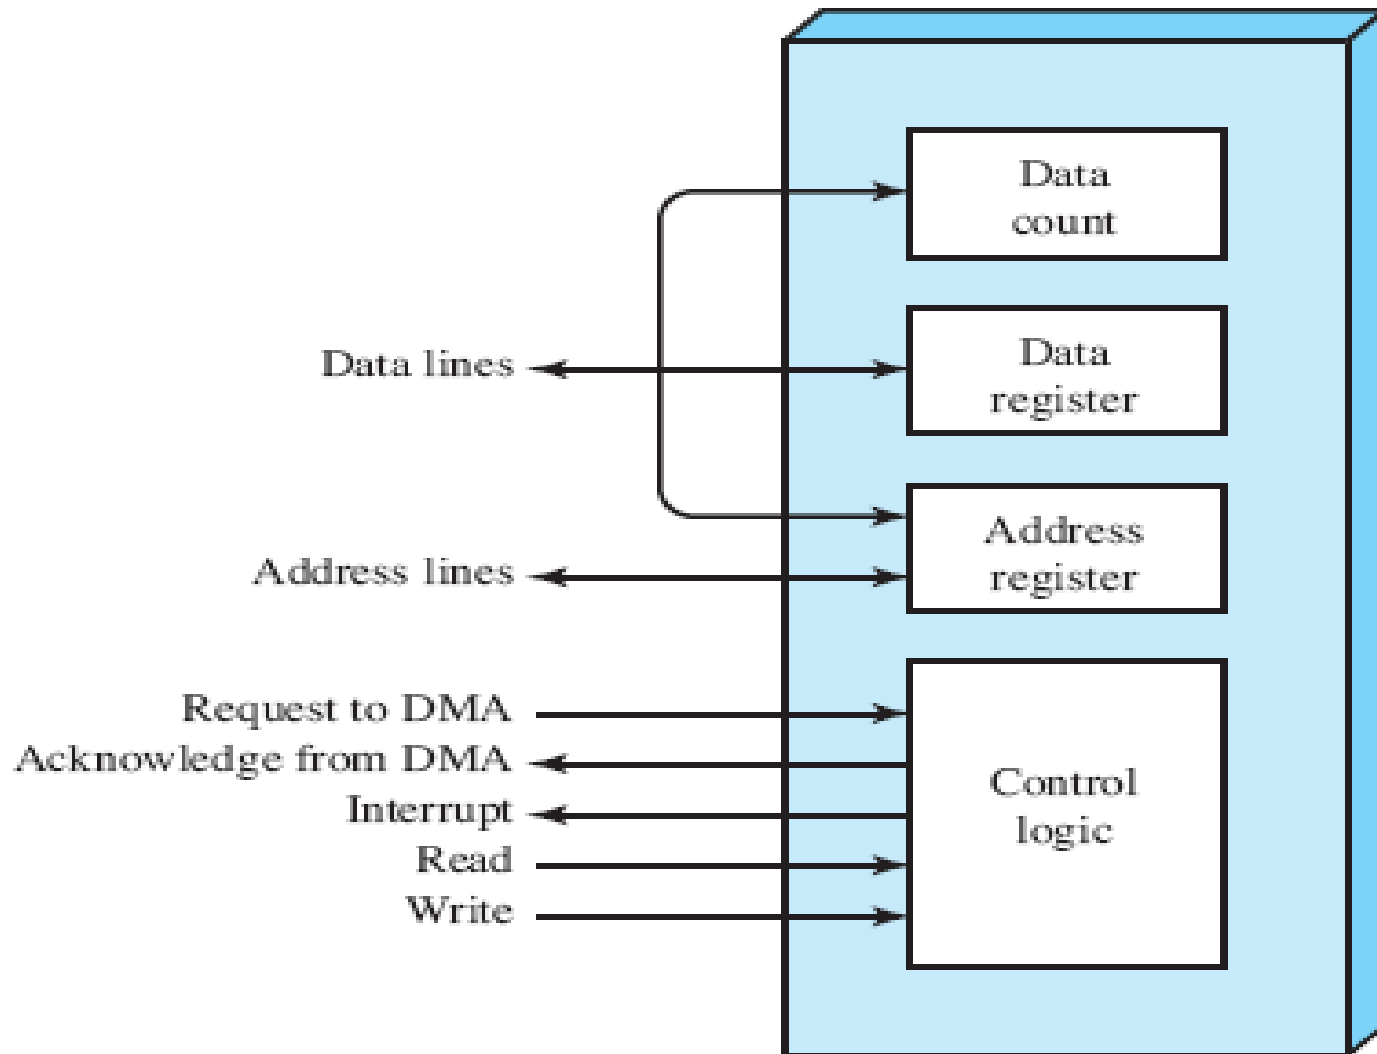 Data
count
Data lines
Data
register
Address
register
Address lines
Request to DMA
Acknowledge from DMA
Interrupt
Read
Write
Control
logic